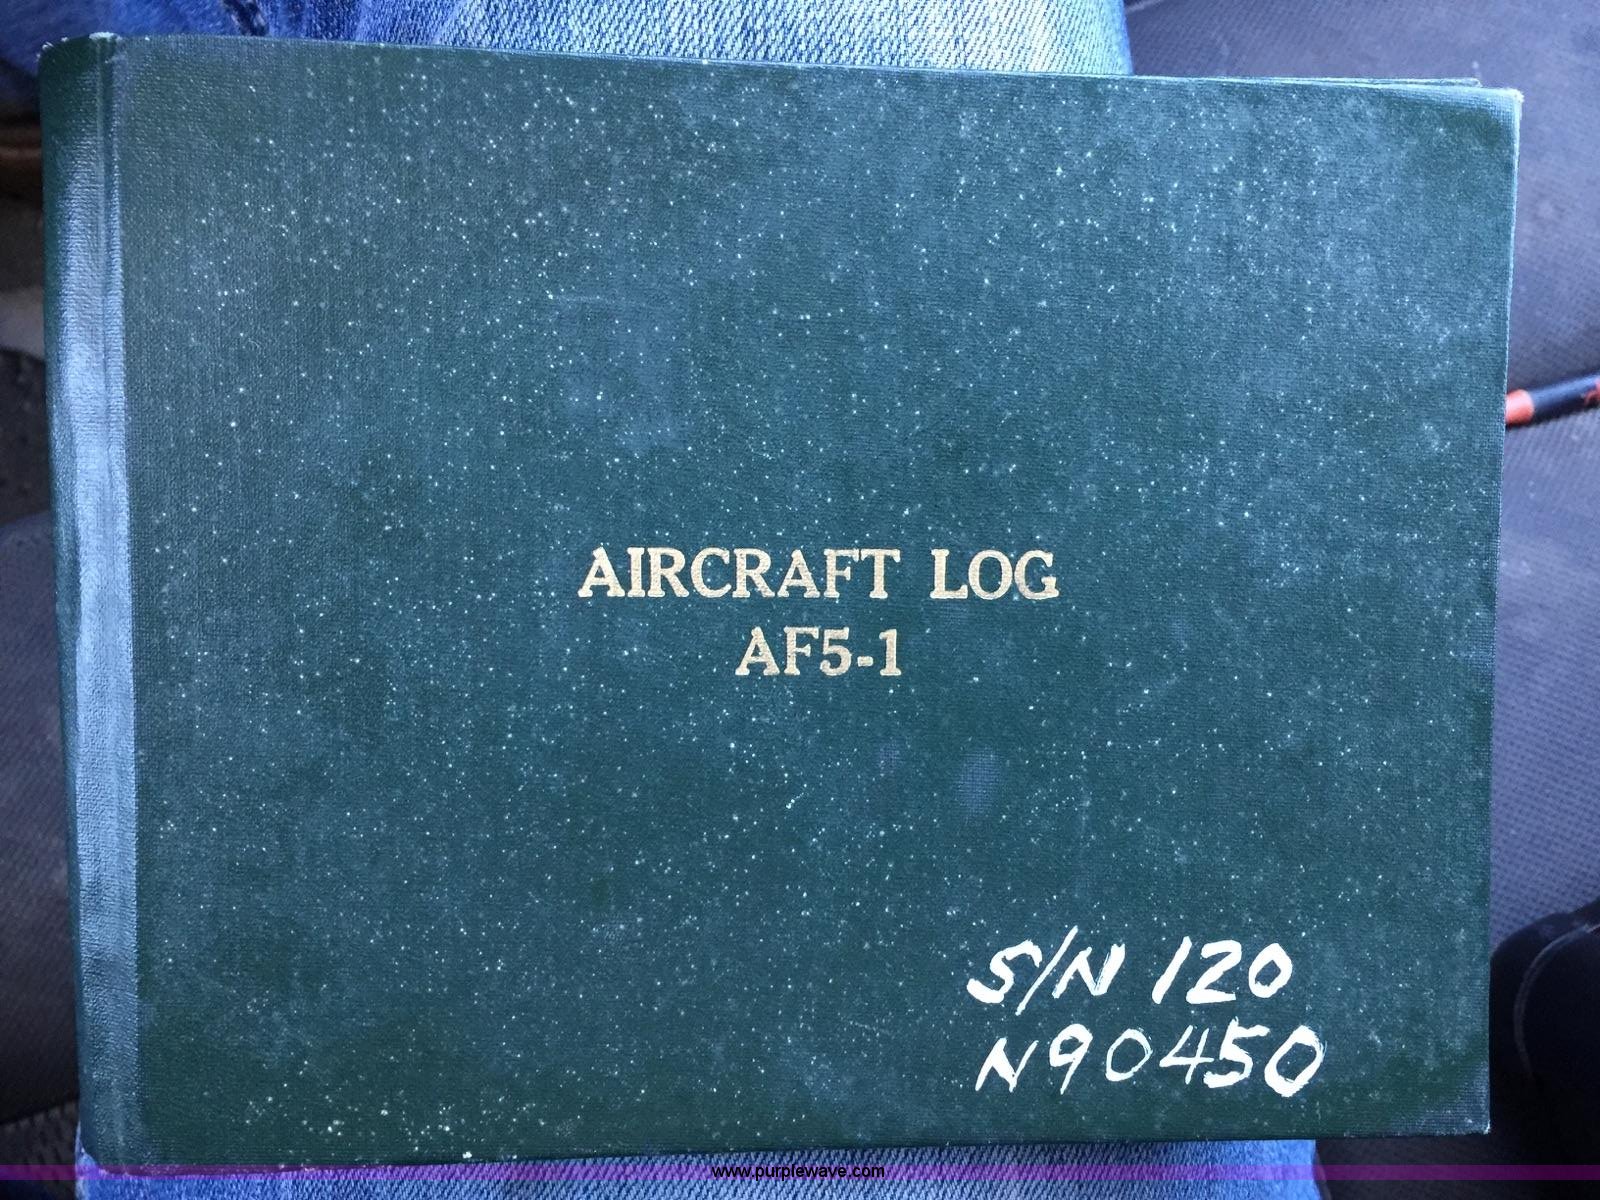 AIRCRAFT LOG
AF5-1
S/N 120
N90450
www.purplewave.com